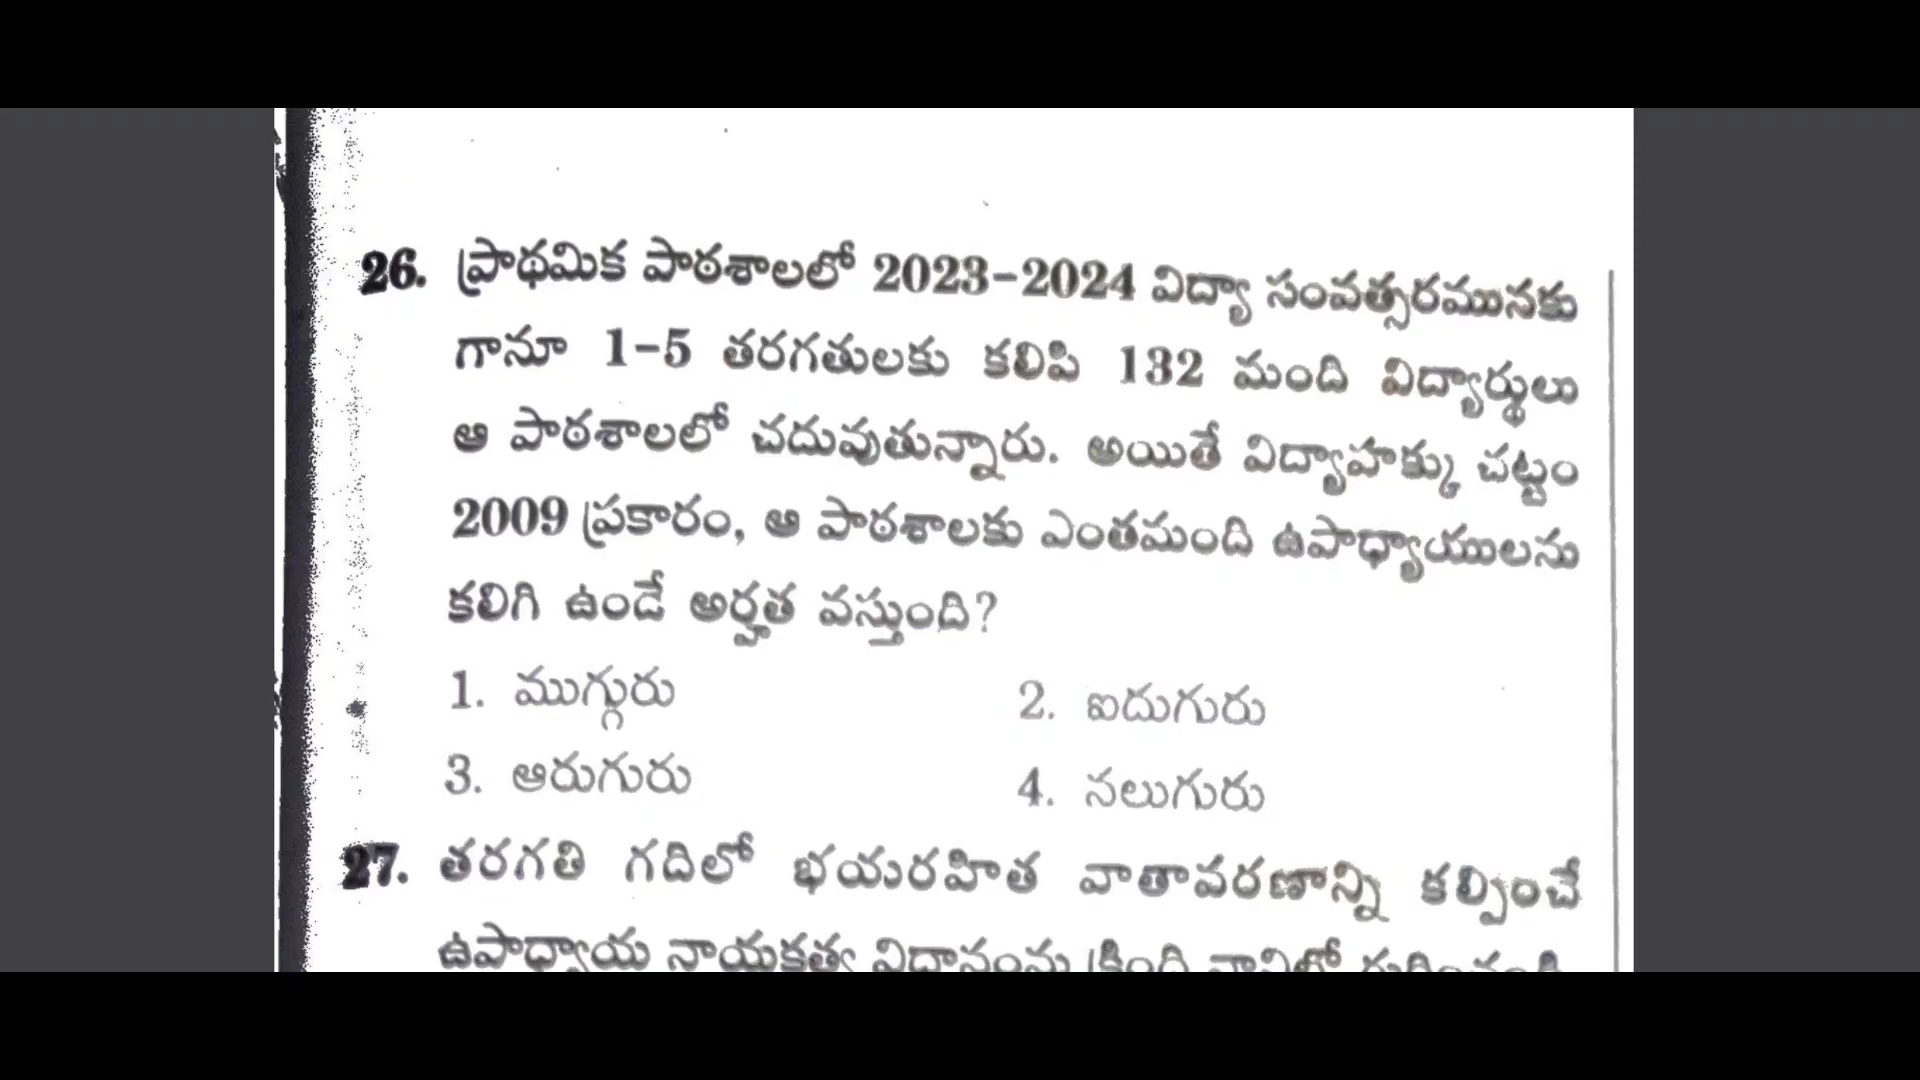 26. ప్రాథమిక పాఠశాలలో 2023-2024 విద్యా సంవత్సరమునకు
గానూ 1-5 తరగతులకు కలిపి 132 మంది విద్యార్థులు
ఆ పాఠశాలలో చదువుతున్నారు. అయితే విద్యాహక్కు చట్టం
2009 ప్రకారం, ఆ పాఠశాలకు ఎంతమంది ఉపాధ్యాయులను
కలిగి ఉండే అర్హత వస్తుంది?
1. ముగ్గురు 2. ఐదుగురు
3. ఆరుగురు 4. నలుగురు
27. తరగతి గదిలో భయరహిత వాతావరణాన్ని కల్పించే
ఉపాధ్యాయ నాయకత్వ విధానంను క్రింది వానిలో గుర్తించండి.